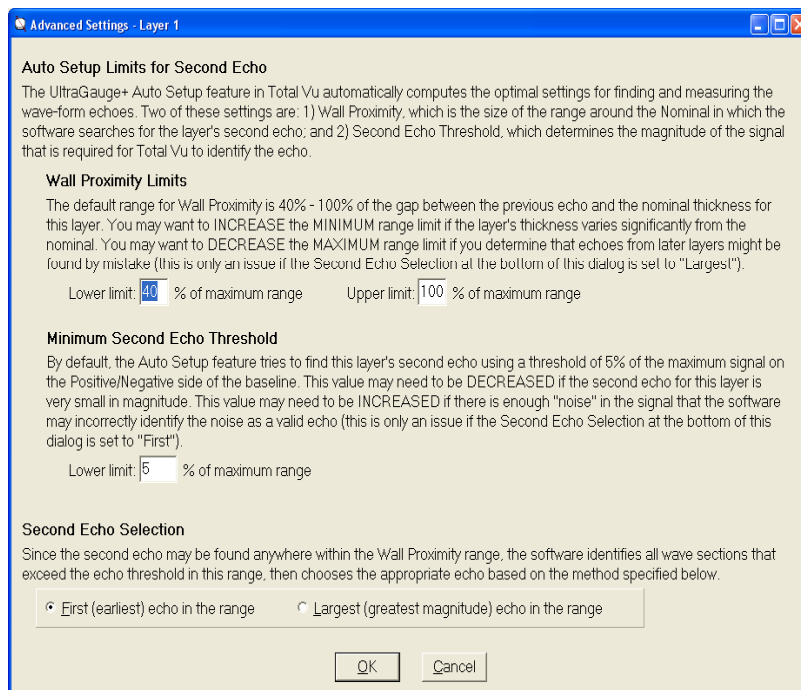 Advanced Settings - Layer 1
Auto Setup Limits for Second Echo
The UltraGauge+ Auto Setup feature in Total Vu automatically computes the optimal settings for finding and measuring the
wave-form echoes. Two of these settings are: 1) Wall Proximity, which is the size of the range around the Nominal in which the
software searches for the layer's second echo; and 2) Second Echo Threshold, which determines the magnitude of the signal
that is required for Total Vu to identify the echo.
Wall Proximity Limits
The default range for Wall Proximity is 40% - 100% of the gap between the previous echo and the nominal thickness for
this layer. You may want to INCREASE the MINIMUM range limit if the layer's thickness varies significantly from the
nominal. You may want to DECREASE the MAXIMUM range limit if you determine that echoes from later layers might be
found by mistake (this is only an issue if the Second Echo Selection at the bottom of this dialog is set to "Largest").
Lower limit: 40 % of maximum range Upper limit: 100 % of maximum range
Minimum Second Echo Threshold
By default, the Auto Setup feature tries to find this layer's second echo using a threshold of 5% of the maximum signal on
the Positive/Negative side of the baseline. This value may need to be DECREASED if the second echo for this layer is
very small in magnitude. This value may need to be INCREASED if there is enough "noise" in the signal that the software
may incorrectly identify the noise as a valid echo (this is only an issue if the Second Echo Selection at the bottom of this
dialog is set to "First").
Lower limit: 5 % of maximum range
Second Echo Selection
Since the second echo may be found anywhere within the Wall Proximity range, the software identifies all wave sections that
exceed the echo threshold in this range, then chooses the appropriate echo based on the method specified below.
First (earliest) echo in the range Largest (greatest magnitude) echo in the range
OK Cancel